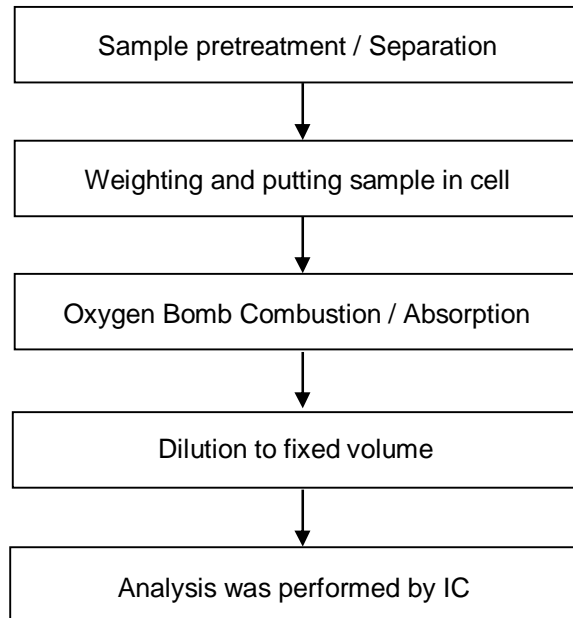 Sample pretreatment / Separation
Weighting and putting sample in cell
Oxygen Bomb Combustion / Absorption
Dilution to fixed volume
Analysis was performed by IC